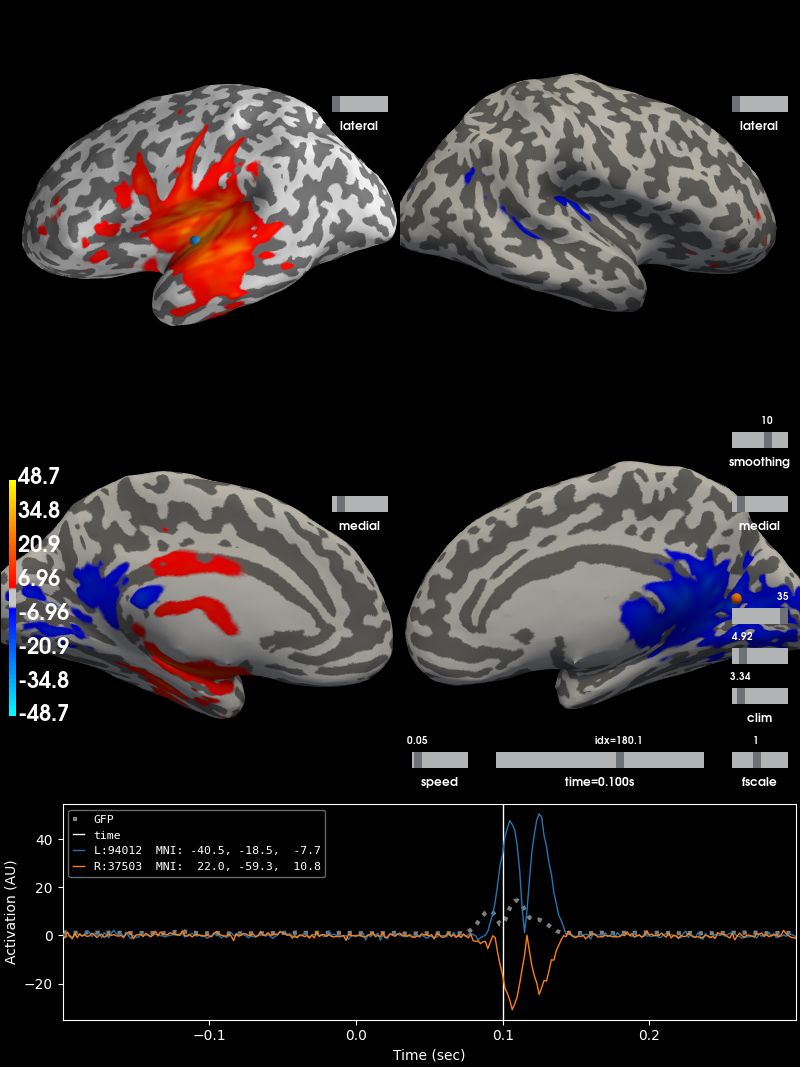 lateral
lateral
10
smoothing
48.7
34.8
20.9
6.96
-6.96
-20.9
-34.8
-48.7
medial
medial
35
4.92
3.34
clim
0.05
speed
idx=180.1
time=0.100s
1
fscale
GFP
time
L:94012 MNI: -40.5, -18.5, -7.7
R:37503 MNI: 22.0, -59.3, 10.8
Activation (AU)
40
20
0
−20
−0.1
0.0
0.1
0.2
Time (sec)